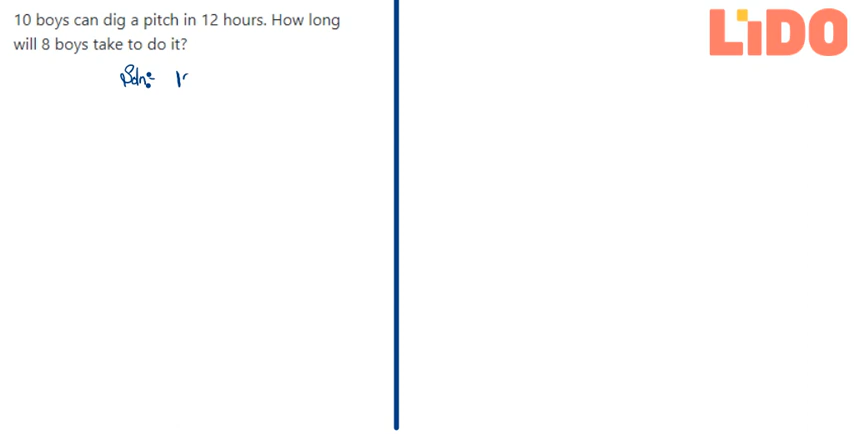 10 boys can dig a pitch in 12 hours. How long
will 8 boys take to do it?
Soln:
LiDO